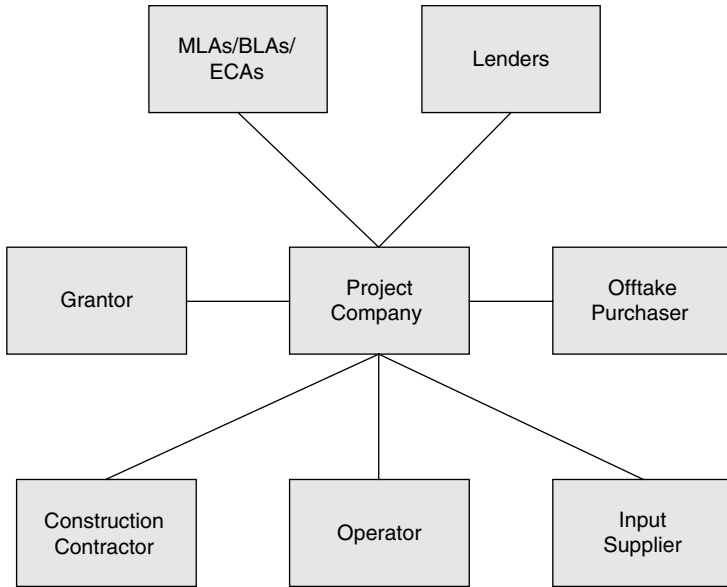 MLAs/BLAs/
ECAs
Lenders
Grantor
Project
Company
Offtake
Purchaser
Construction
Contractor
Operator
Input
Supplier